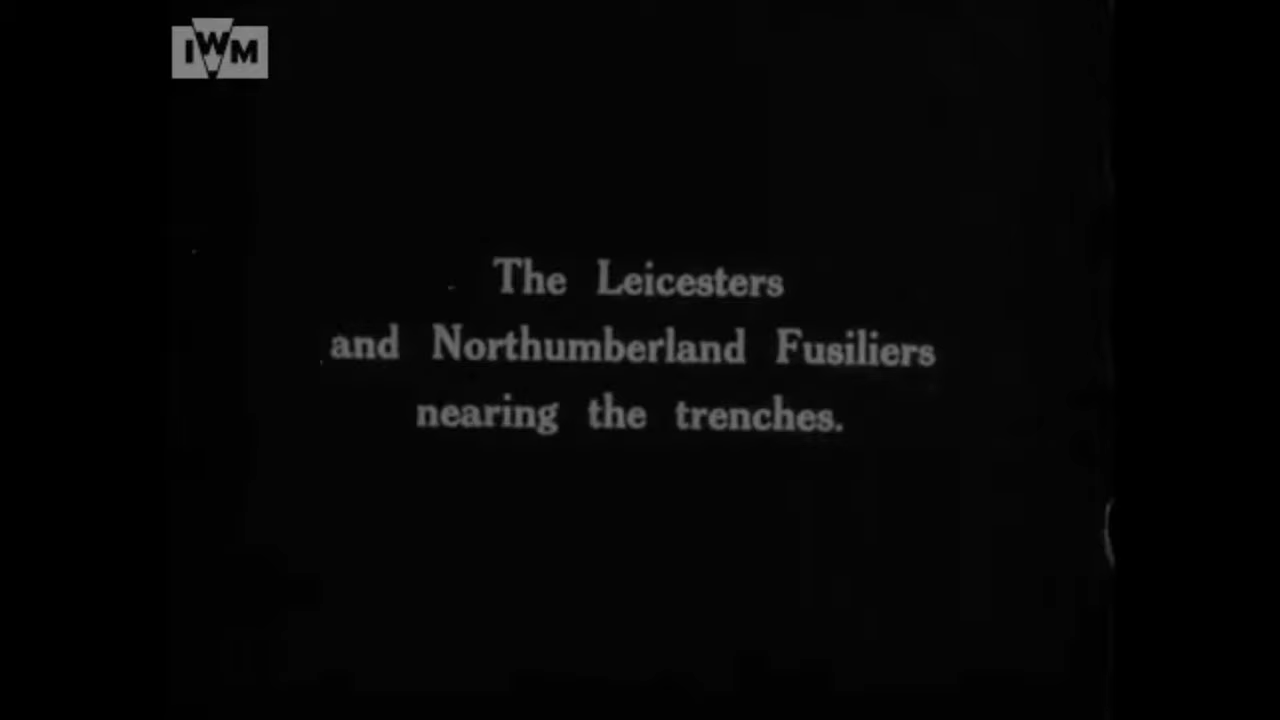 IWM
The Leicesters
and Northumberland Fusiliers
nearing the trenches.